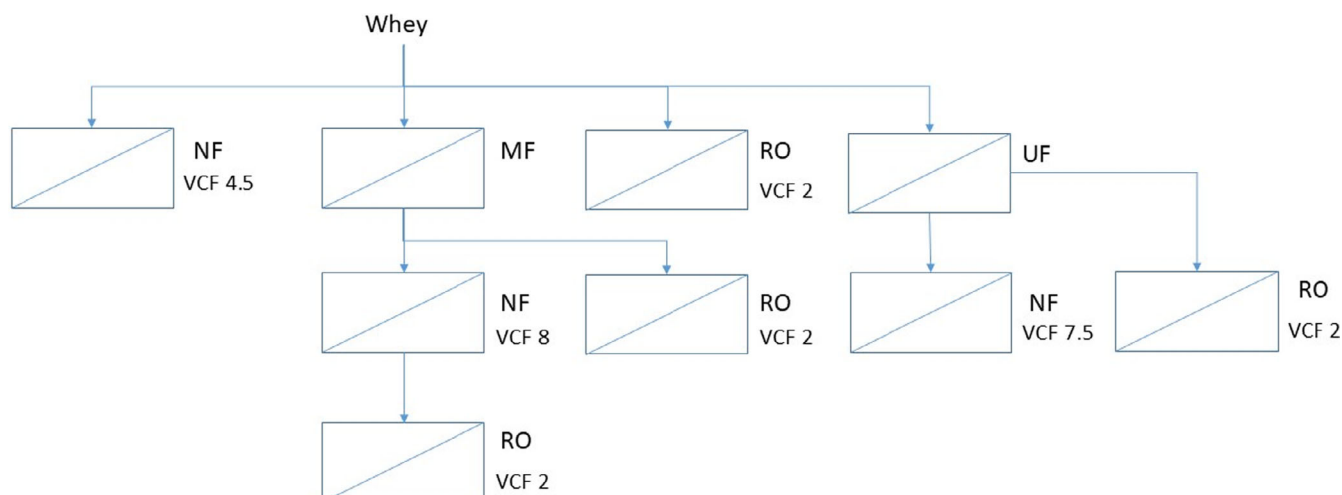 Whey
NF
VCF 4.5
MF
RO
VCF 2
UF
NF
VCF 8
RO
VCF 2
NF
VCF 7.5
RO
VCF 2
RO
VCF 2